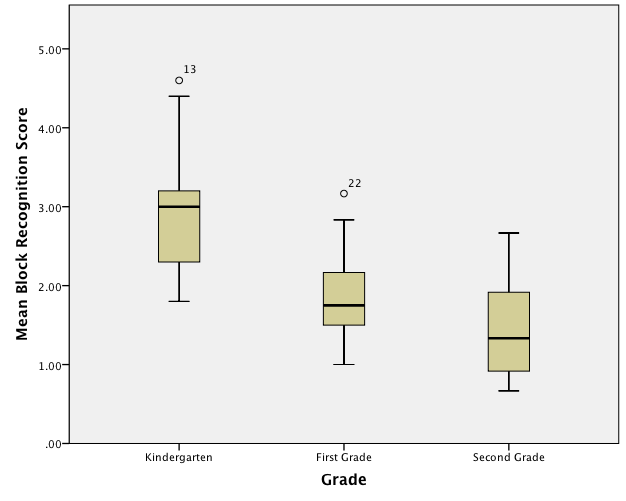 5.00
13
4.00
22
3.00
2.00
1.00
.00
Mean Block Recognition Score
Kindergarten
First Grade
Second Grade
Grade